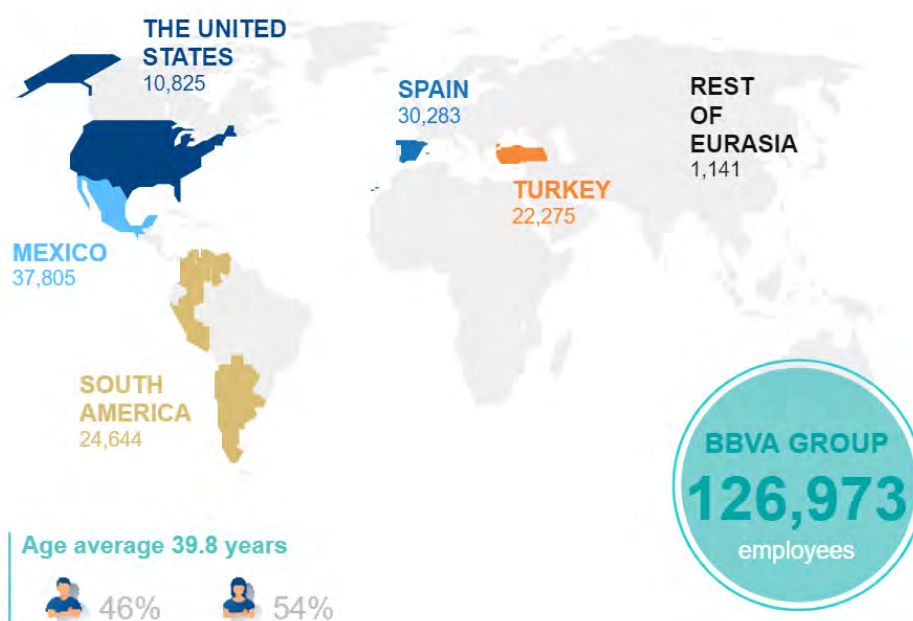 THE UNITED
STATES
10,825
SPAIN
30,283
REST
OF
EURASIA
1,141
TURKEY
22,275
MEXICO
37,805
SOUTH
AMERICA
24,644
BBVA GROUP
126,973
employees
Age average 39.8 years
46%
54%